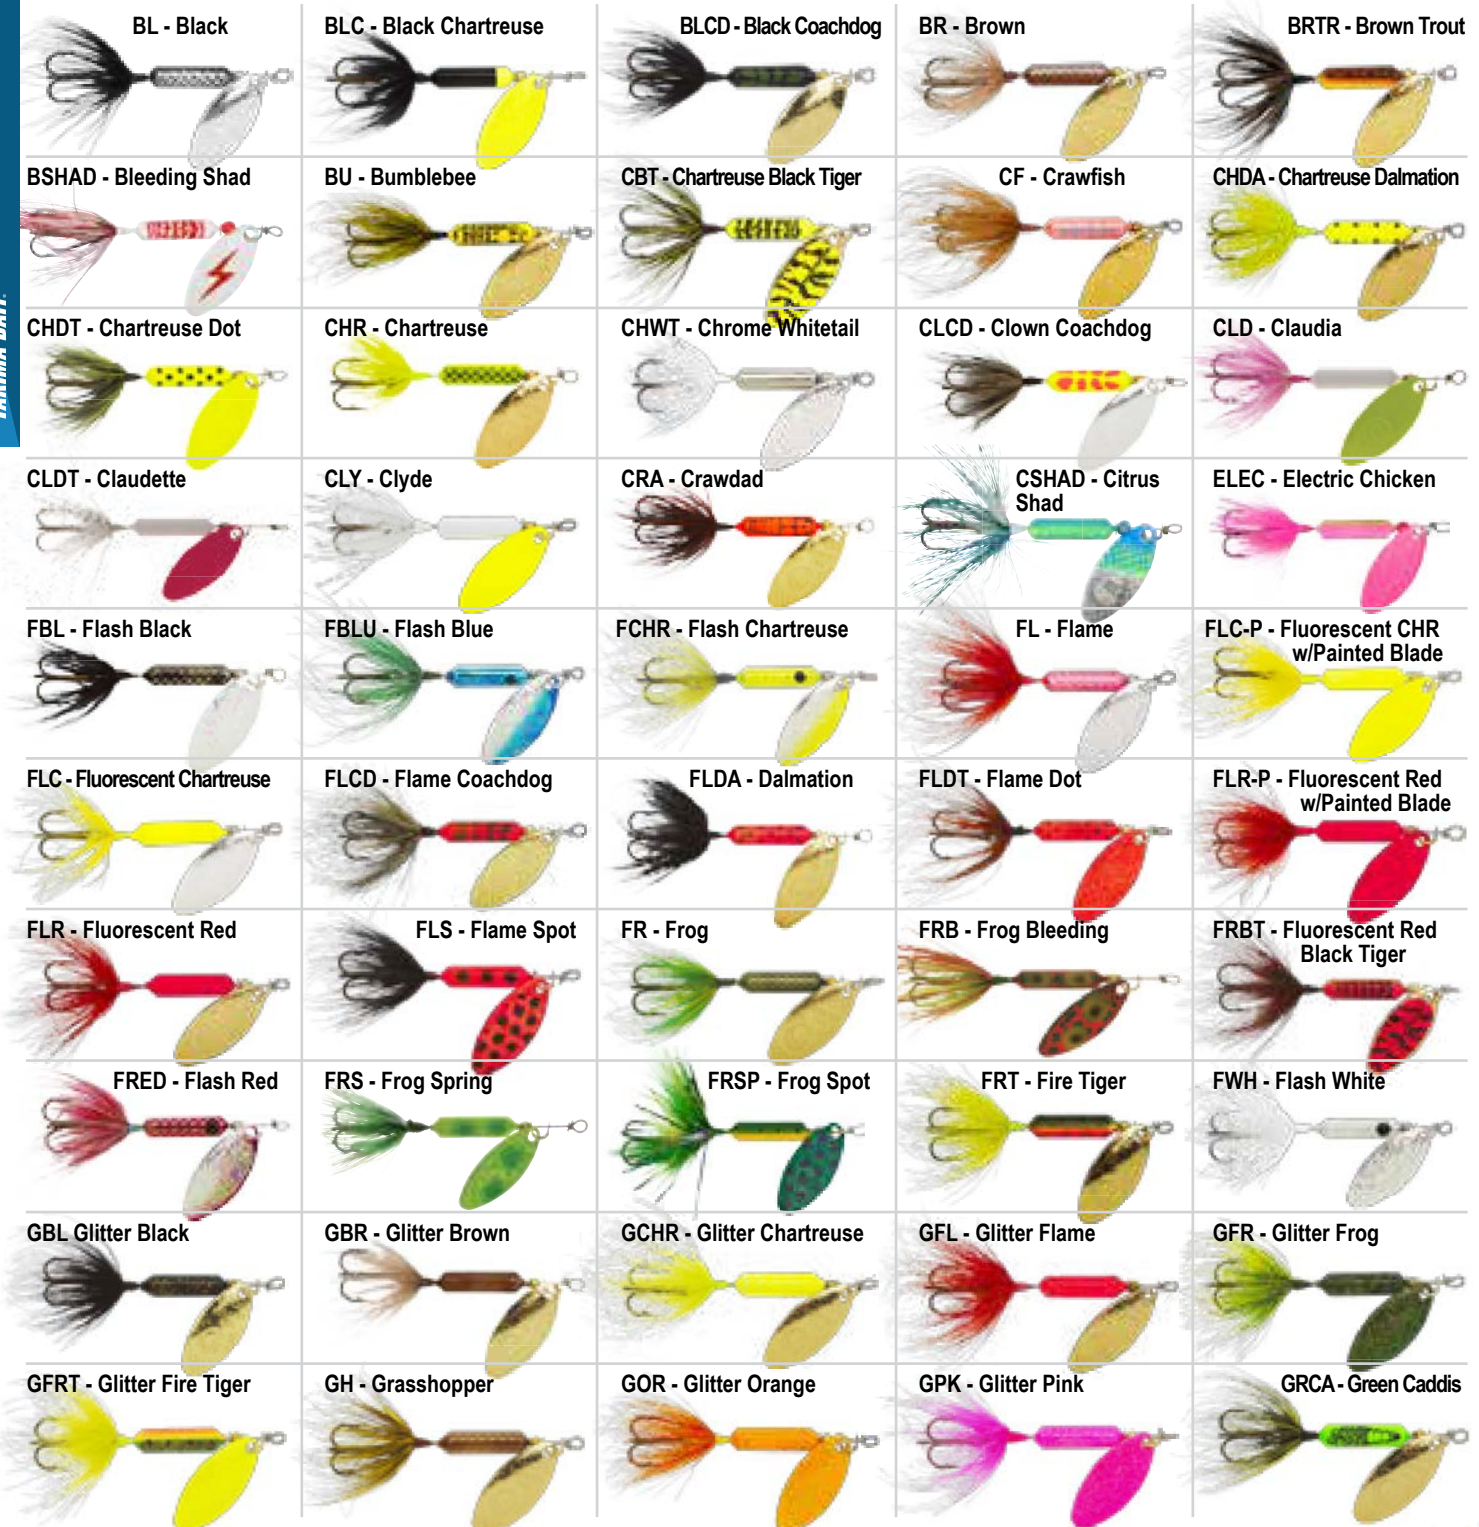 BL - Black
BLC - Black Chartreuse
BLCD - Black Coachdog
BR - Brown
BRTR - Brown Trout
BSHAD - Bleeding Shad
BU - Bumblebee
CBT - Chartreuse Black Tiger
CF - Crawfish
CHDA - Chartreuse Dalmation
CHDT - Chartreuse Dot
CHR - Chartreuse
CHWT - Chrome Whitetail
CLCD - Clown Coachdog
CLD - Claudia
CLDT - Claudette
CLY - Clyde
CRA - Crawdad
CSHAD - Citrus
Shad
ELEC - Electric Chicken
FBL - Flash Black
FBLU - Flash Blue
FCHR - Flash Chartreuse
FL - Flame
FLC-P - Fluorescent CHR
w/Painted Blade
FLC - Fluorescent Chartreuse
FLCD - Flame Coachdog
FLDA - Dalmation
FLDT - Flame Dot
FLR-P - Fluorescent Red
w/Painted Blade
FLR - Fluorescent Red
FLS - Flame Spot
FR - Frog
FRB - Frog Bleeding
FRBT - Fluorescent Red
Black Tiger
FRED - Flash Red
FRS - Frog Spring
FRSP - Frog Spot
FRT - Fire Tiger
FWH - Flash White
GBL Glitter Black
GBR - Glitter Brown
GCHR - Glitter Chartreuse
GFL - Glitter Flame
GFR - Glitter Frog
GFRT - Glitter Fire Tiger
GH - Grasshopper
GOR - Glitter Orange
GPK - Glitter Pink
GRCA - Green Caddis